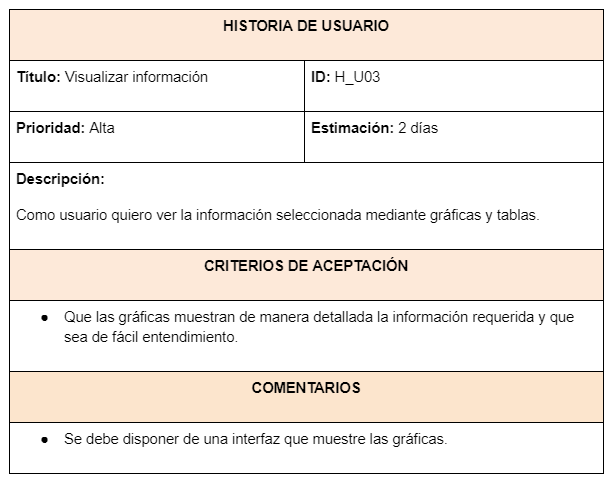 HISTORIA DE USUARIO
Título: Visualizar información
ID: H_U03
Prioridad: Alta
Estimación: 2 días
Descripción:
Como usuario quiero ver la información seleccionada mediante gráficas y tablas.
CRITERIOS DE ACEPTACIÓN
● Que las gráficas muestran de manera detallada la información requerida y que
sea de fácil entendimiento.
COMENTARIOS
● Se debe disponer de una interfaz que muestre las gráficas.